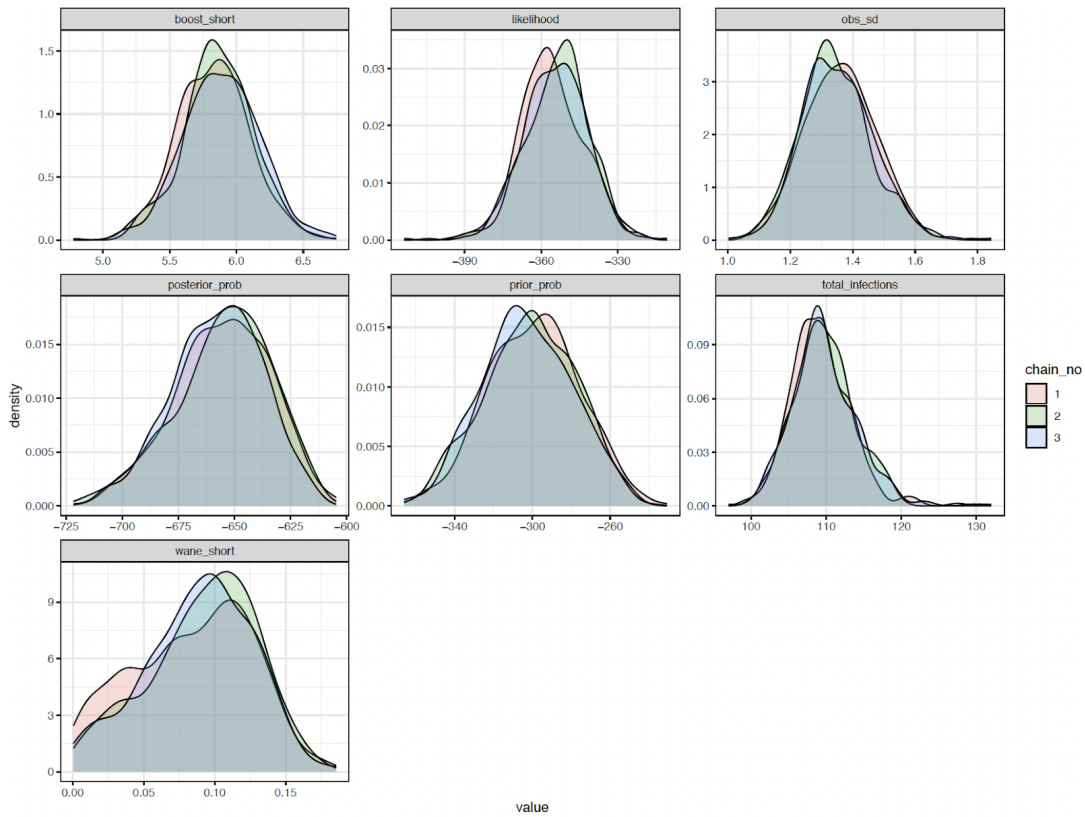 boost_short
likelihood
obs_sd
1.5
1.0
0.5
0.0
0.03
0.02
0.01
0.00
3
2
1
0
5.0 5.5 6.0 6.5
−390 −360 −330
1.0 1.2 1.4 1.6 1.8
posterior_prob
prior_prob
total_infections
density
0.015
0.010
0.005
0.000
0.015
0.010
0.005
0.000
0.09
0.06
0.03
0.00
−725 −700 −675 −650 −625 −600
−340 −300 −260
100 110 120 130
chain_no
1
2
3
wane_short
9
6
3
0
0.00 0.05 0.10 0.15
value